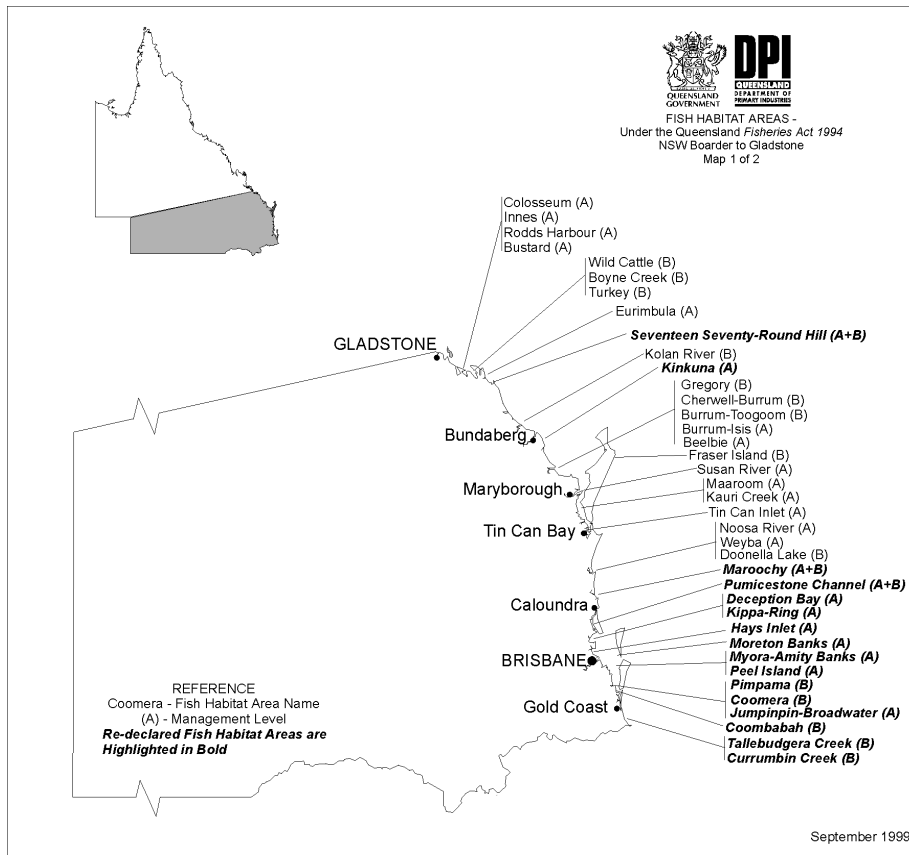 DPI
QUEENSLAND
GOVERNMENT
QUEENSLAND
DEPARTMENT OF
PRIMARY INDUSTRIES
FISH HABITAT AREAS -
Under the Queensland Fisheries Act 1994
NSW Boarder to Gladstone
Map 1 of 2
Colosseum (A)
Innes (A)
Rodds Harbour (A)
Bustard (A)
Wild Cattle (B)
Boyne Creek (B)
Turkey (B)
Eurimbula (A)
Seventeen Seventy-Round Hill (A+B)
GLADSTONE
Kolan River (B)
Kinkuna (A)
Gregory (B)
Cherwell-Burrum (B)
Burrum-Toogoom (B)
Burrum-Isis (A)
Beelbie (A)
Bundaberg
Fraser Island (B)
Susan River (A)
Maaroom (A)
Kauri Creek (A)
Maryborough
Tin Can Inlet (A)
Noosa River (A)
Weyba (A)
Doonella Lake (B)
Tin Can Bay
Maroochy (A+B)
Pumicestone Channel (A+B)
Deception Bay (A)
Kippa-Ring (A)
Caloundra
Hays Inlet (A)
Moreton Banks (A)
Myora-Amity Banks (A)
Peel Island (A)
BRISBANE
Pimpama (B)
Coomera (B)
Jumpinpin-Broadwater (A)
Gold Coast
Coombabah (B)
Tallebudgera Creek (B)
Currumbin Creek (B)
REFERENCE
Coomera - Fish Habitat Area Name
(A) - Management Level
Re-declared Fish Habitat Areas are
Highlighted in Bold
September 1999